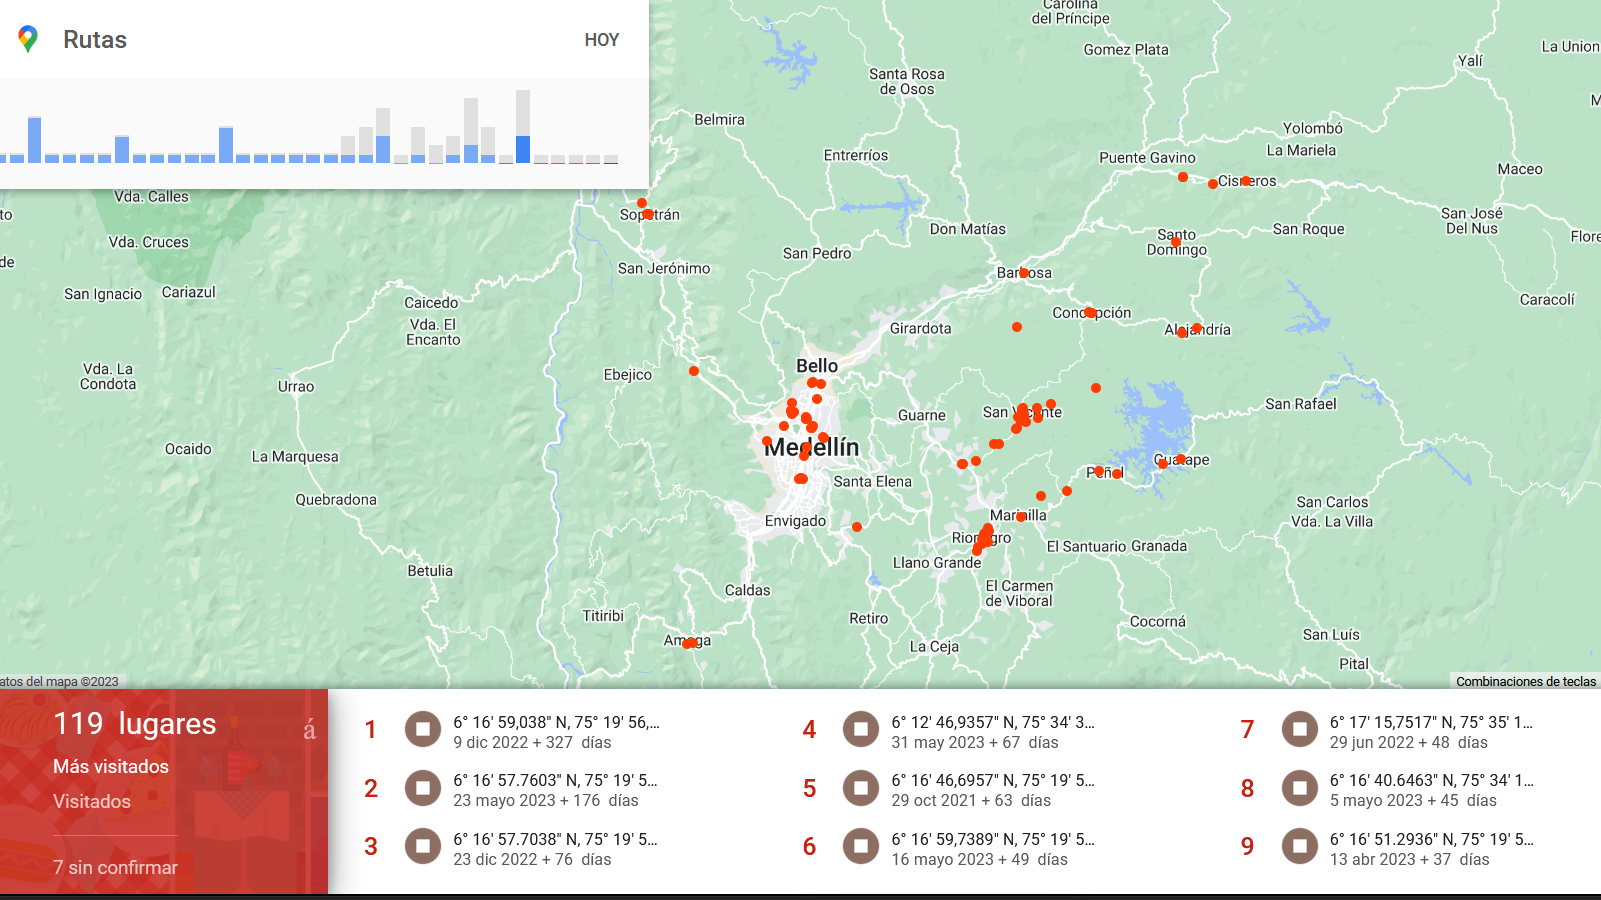 Rutas
HOY
Carolina
del Príncipe
Gomez Plata
La Union
Yalí
Santa Rosa
de Osos
Belmira
Yolombó
La Mariela
Entrerríos
Puente Gavino
Cisneros
Maceo
Vda. Calles
Sopetrán
San José
Del Nus
Vda. Cruces
Don Matías
Santo
Domingo
San Roque
San Pedro
San Jerónimo
Barbosa
San Ignacio
Cariazul
Caicedo
Caracolí
Concepción
Vda. El
Encanto
Girardota
Alejandría
Bello
Vda. La
Condota
Ebejico
Urrao
San Rafael
Guarne
San Vicente
Medellín
Ocaido
La Marquesa
Guatape
Peñol
Santa Elena
Quebradona
San Carlos
Marinilla
Envigado
Vda. La Villa
Rionegro
El Santuario
Granada
Llano Grande
Betulia
Caldas
El Carmen
de Viboral
Titiribi
Retiro
Cocorná
Amaga
La Ceja
San Luís
Pital
atos del mapa ©2023
Combinaciones de teclas
119 lugares
á
Más visitados
Visitados
7 sin confirmar
1
6° 16' 59,038" N, 75° 19' 56,...
9 dic 2022 + 327 días
2
6° 16' 57.7603" N, 75° 19' 5...
23 mayo 2023 + 176 días
3
6° 16' 57.7038" N, 75° 19' 5...
23 dic 2022 + 76 días
4
6° 12' 46,9357" N, 75° 34' 3...
31 may 2023 + 67 días
5
6° 16' 46,6957" N, 75° 19' 5...
29 oct 2021 + 63 días
6
6° 16' 59,7389" N, 75° 19' 5...
16 mayo 2023 + 49 días
7
6° 17' 15,7517" N, 75° 35' 1...
29 jun 2022 + 48 días
8
6° 16' 40.6463" N, 75° 34' 1...
5 mayo 2023 + 45 días
9
6° 16' 51.2936" N, 75° 19' 5...
13 abr 2023 + 37 días